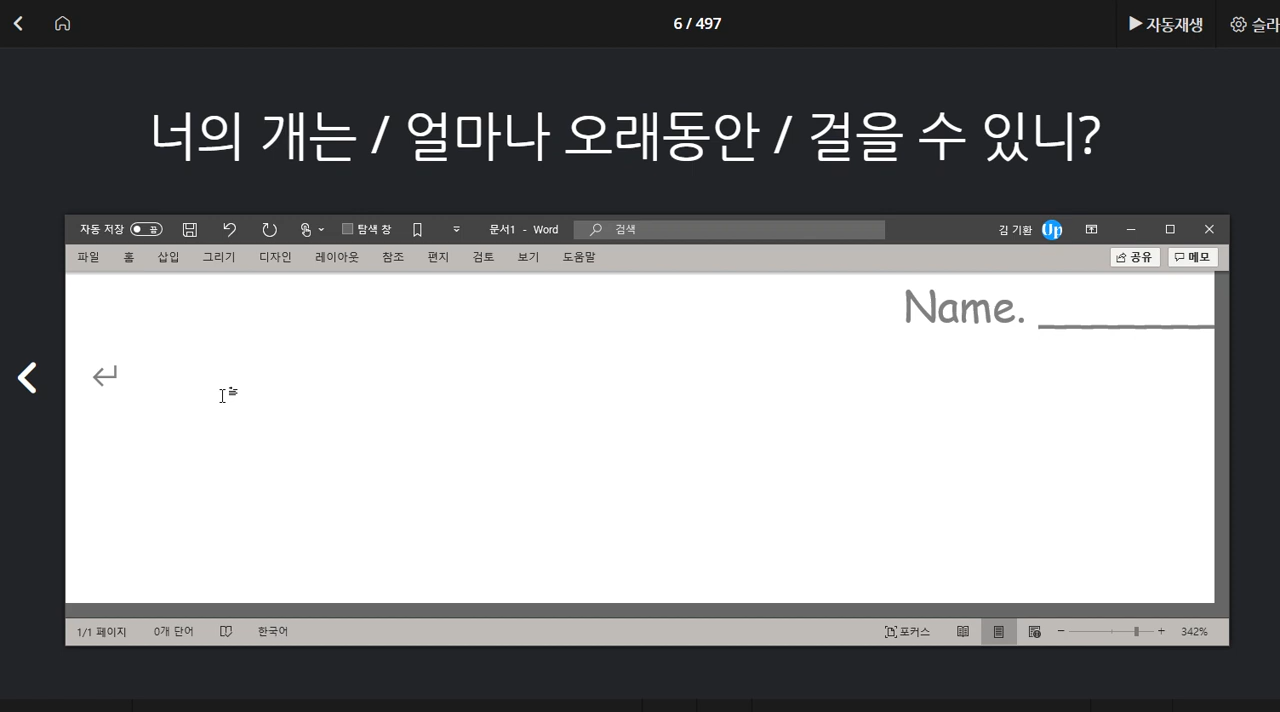 6 / 497
자동재생
슬라
너의 개는 / 얼마나 오래동안 / 걸을 수 있니?
자동 저장 끔 탐색 창 문서1 - Word 검색 김 기환 Up
파일 홈 삽입 그리기 디자인 레이아웃 참조 편지 검토 보기 도움말 공유 메모
Name. __________
1/1 페이지 0개 단어 한국어 포커스 342%